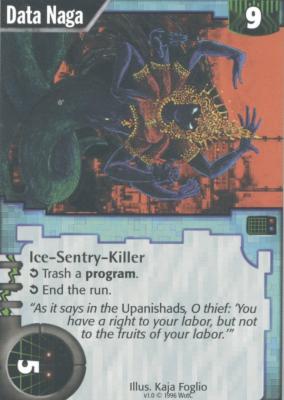 Data Naga
9
Ice-Sentry-Killer
Trash a program.
End the run.
"As it says in the Upanishads, O thief: 'You
have a right to your labor, but not
to the fruits of your labor.'"
5
Illus. Kaja Foglio
v1.0 © 1996 WotC